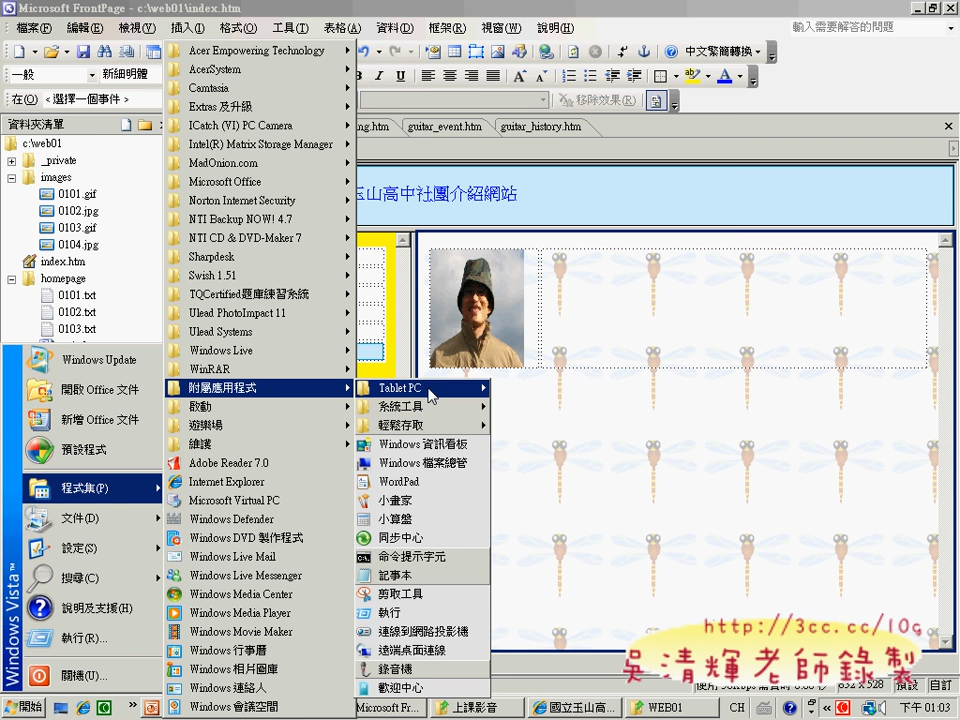 Microsoft FrontPage - c:\web01\index.htm
檔案(F) 編輯(E) 檢視(V) 插入(I) 格式(O) 工具(T) 表格(A) 資料(D) 框架(R) 視窗(W) 說明(H) 輸入需要解答的問題
中文繁簡轉換
一般 新細明體
B I U
在(O) <選擇一個事件> 移除效果(R)
資料夾清單
guitar_event.htm guitar_history.htm
c:\web01
_private
images
0101.gif
0102.jpg
0103.gif
0104.jpg
index.htm
homepage
0101.txt
0102.txt
0103.txt
玉山高中社團介紹網站
Windows Update
開啟 Office 文件
新增 Office 文件
預設程式
程式集(P)
文件(D)
設定(S)
搜尋(C)
說明及支援(H)
執行(R)...
關機(U)...
Windows Vista™
Acer Empowering Technology
AcerSystem
Camtasia
Extras 及升級
ICatch (VI) PC Camera
Intel(R) Matrix Storage Manager
MadOnion.com
Microsoft Office
Norton Internet Security
NTI Backup NOW! 4.7
NTI CD & DVD-Maker 7
Sharpdesk
Swish 1.51
TQCertified題庫練習系統
Ulead PhotoImpact 11
Ulead Systems
Windows Live
WinRAR
附屬應用程式
啟動
遊樂場
維護
Adobe Reader 7.0
Internet Explorer
Microsoft Virtual PC
Windows Defender
Windows DVD 製作程式
Windows Live Mail
Windows Live Messenger
Windows Media Center
Windows Media Player
Windows Movie Maker
Windows 行事曆
Windows 相片圖庫
Windows 連絡人
Windows 會議空間
Tablet PC
系統工具
輕鬆存取
Windows 資訊看板
Windows 檔案總管
WordPad
小畫家
小算盤
同步中心
命令提示字元
記事本
剪取工具
執行
連線到網路投影機
遠端桌面連線
錄音機
歡迎中心
http://3cc.cc/10g
吳清輝老師錄製
832 x 528 預設 自訂
開始 Microsoft Fr... 上課影音 國立玉山高... WEB01 CH 下午 01:03